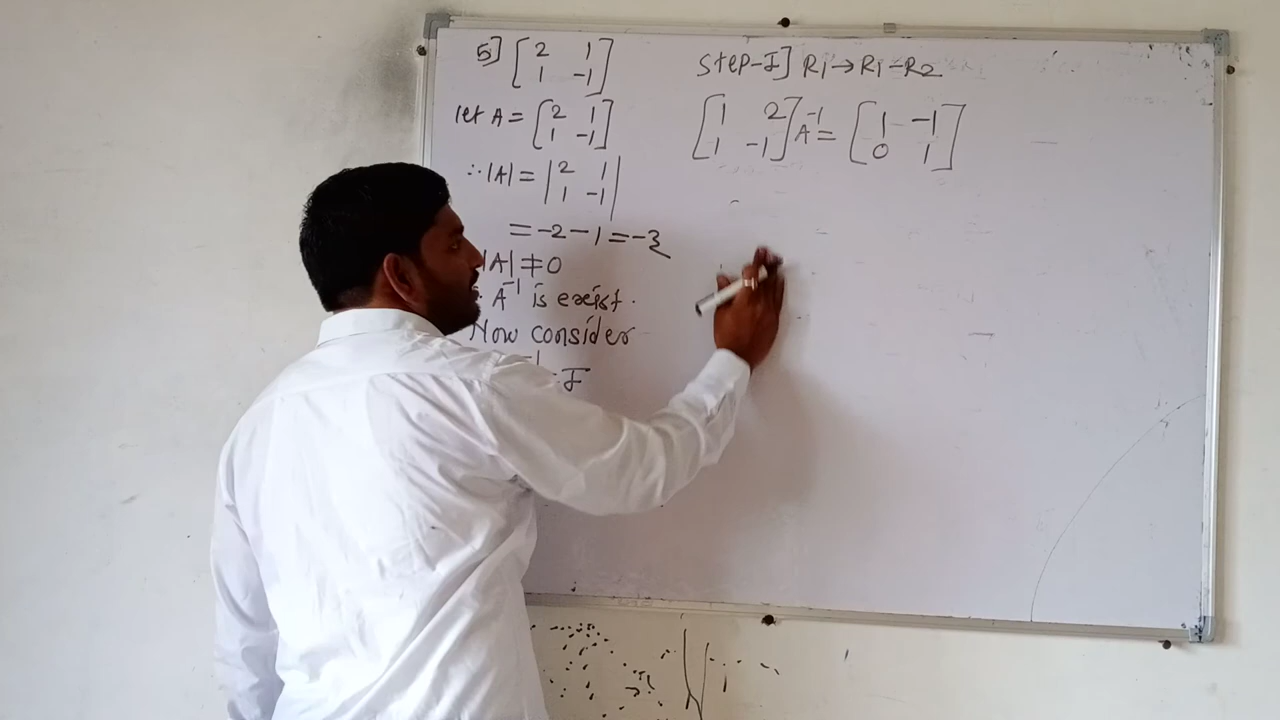 5] [2 1
1 -1]
let A = [2 1
1 -1]
∴ |A| = |2 1
1 -1|
= -2 - 1 = -3
|A| ≠ 0
A⁻¹ is exist.
Now consider
⁻¹ = I
Step-I] R1 → R1 - R2
[1 2
1 -1] A⁻¹ = [1 -1
0 1]